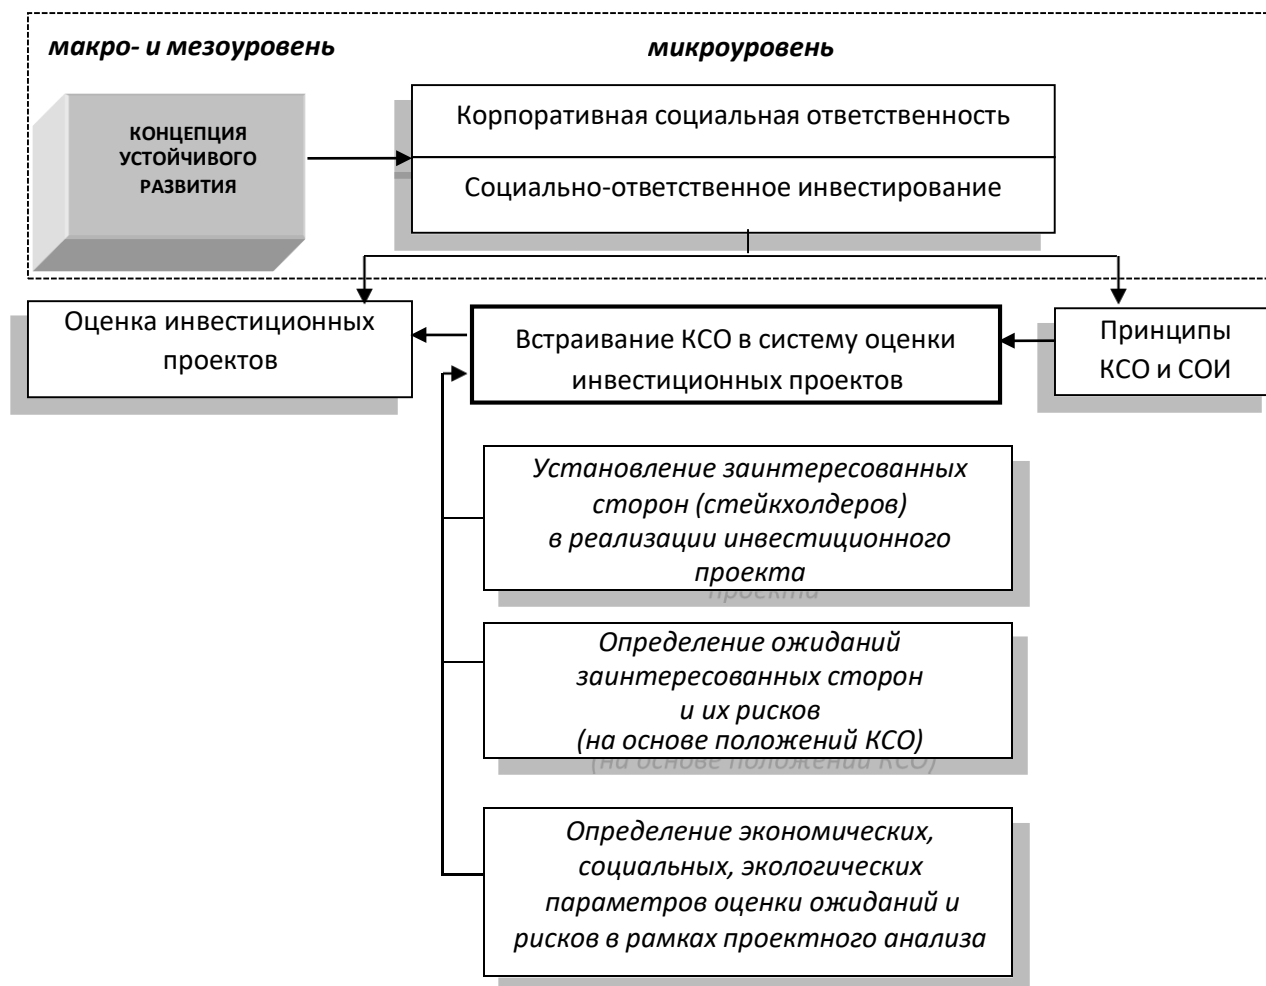 макро- и мезоуровень
микроуровень
КОНЦЕПЦИЯ
УСТОЙЧИВОГО
РАЗВИТИЯ
Корпоративная социальная ответственность
Социально-ответственное инвестирование
Оценка инвестиционных
проектов
Встраивание КСО в систему оценки
инвестиционных проектов
Принципы
КСО и СОИ
Установление заинтересованных
сторон (стейкхолдеров)
в реализации инвестиционного
проекта
Определение ожиданий
заинтересованных сторон
и их рисков
(на основе положений КСО)
Определение экономических,
социальных, экологических
параметров оценки ожиданий и
рисков в рамках проектного анализа